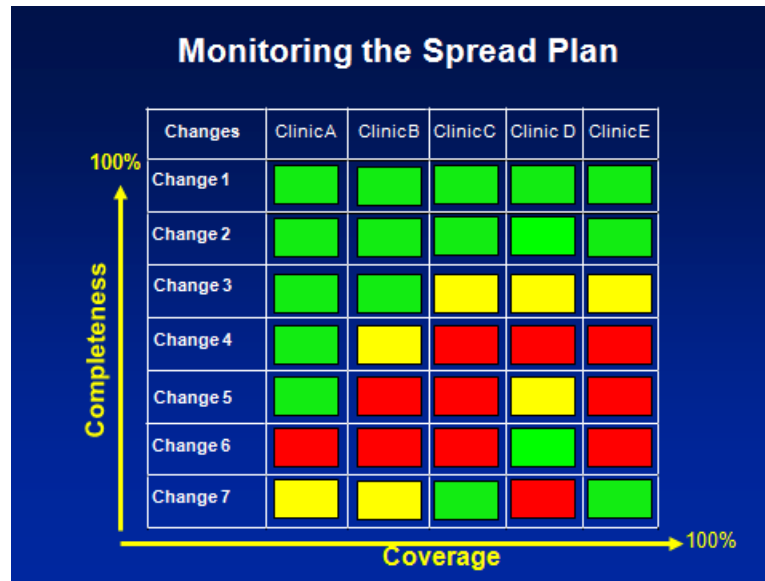 Monitoring the Spread Plan
Changes ClinicA ClinicB ClinicC Clinic D ClinicE
100%
Change 1
Change 2
Change 3
Change 4
Change 5
Change 6
Change 7
Completeness
Coverage
100%